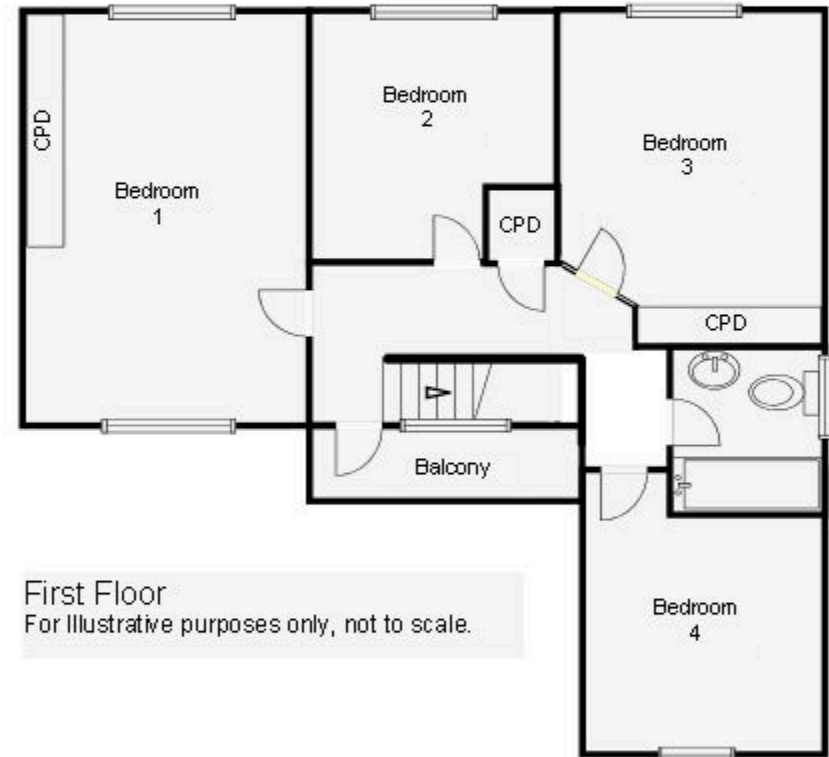 CPD
Bedroom
1
Bedroom
2
CPD
Bedroom
3
CPD
Balcony
Bedroom
4
First Floor
For Illustrative purposes only, not to scale.